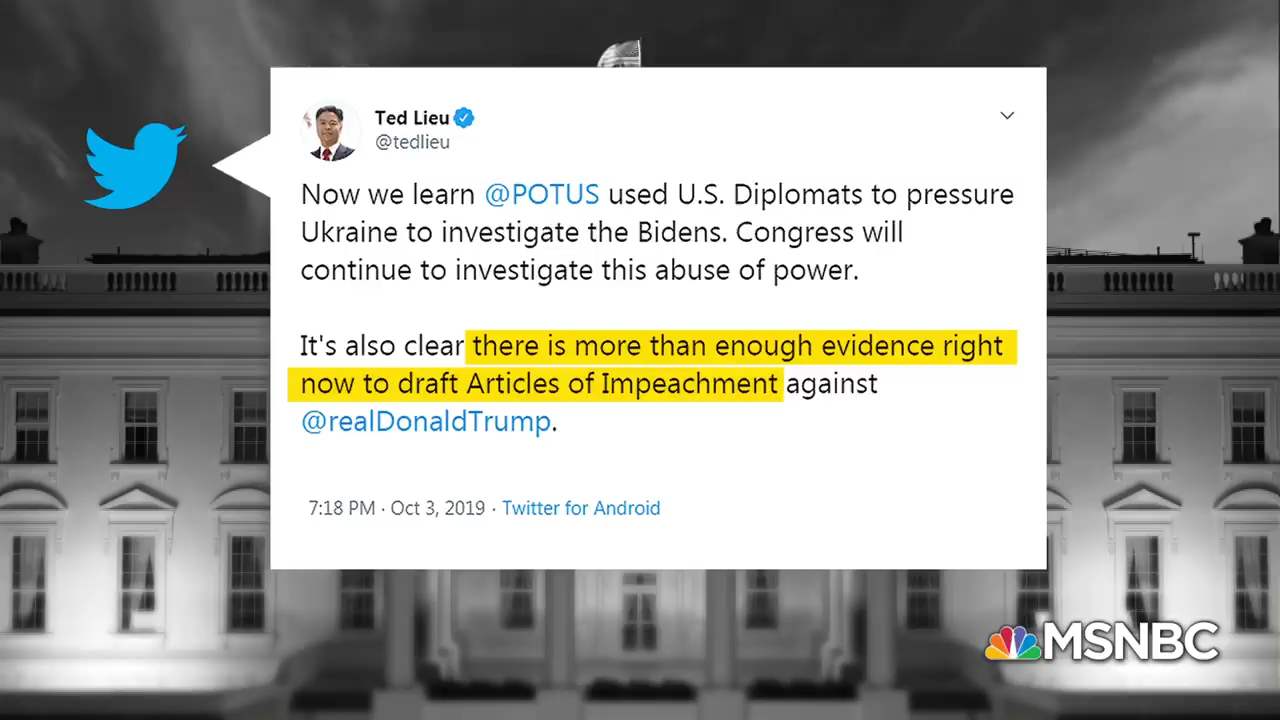 Ted Lieu
@tedlieu
Now we learn @POTUS used U.S. Diplomats to pressure
Ukraine to investigate the Bidens. Congress will
continue to investigate this abuse of power.
It's also clear there is more than enough evidence right
now to draft Articles of Impeachment against
@realDonaldTrump.
7:18 PM · Oct 3, 2019 · Twitter for Android
MSNBC